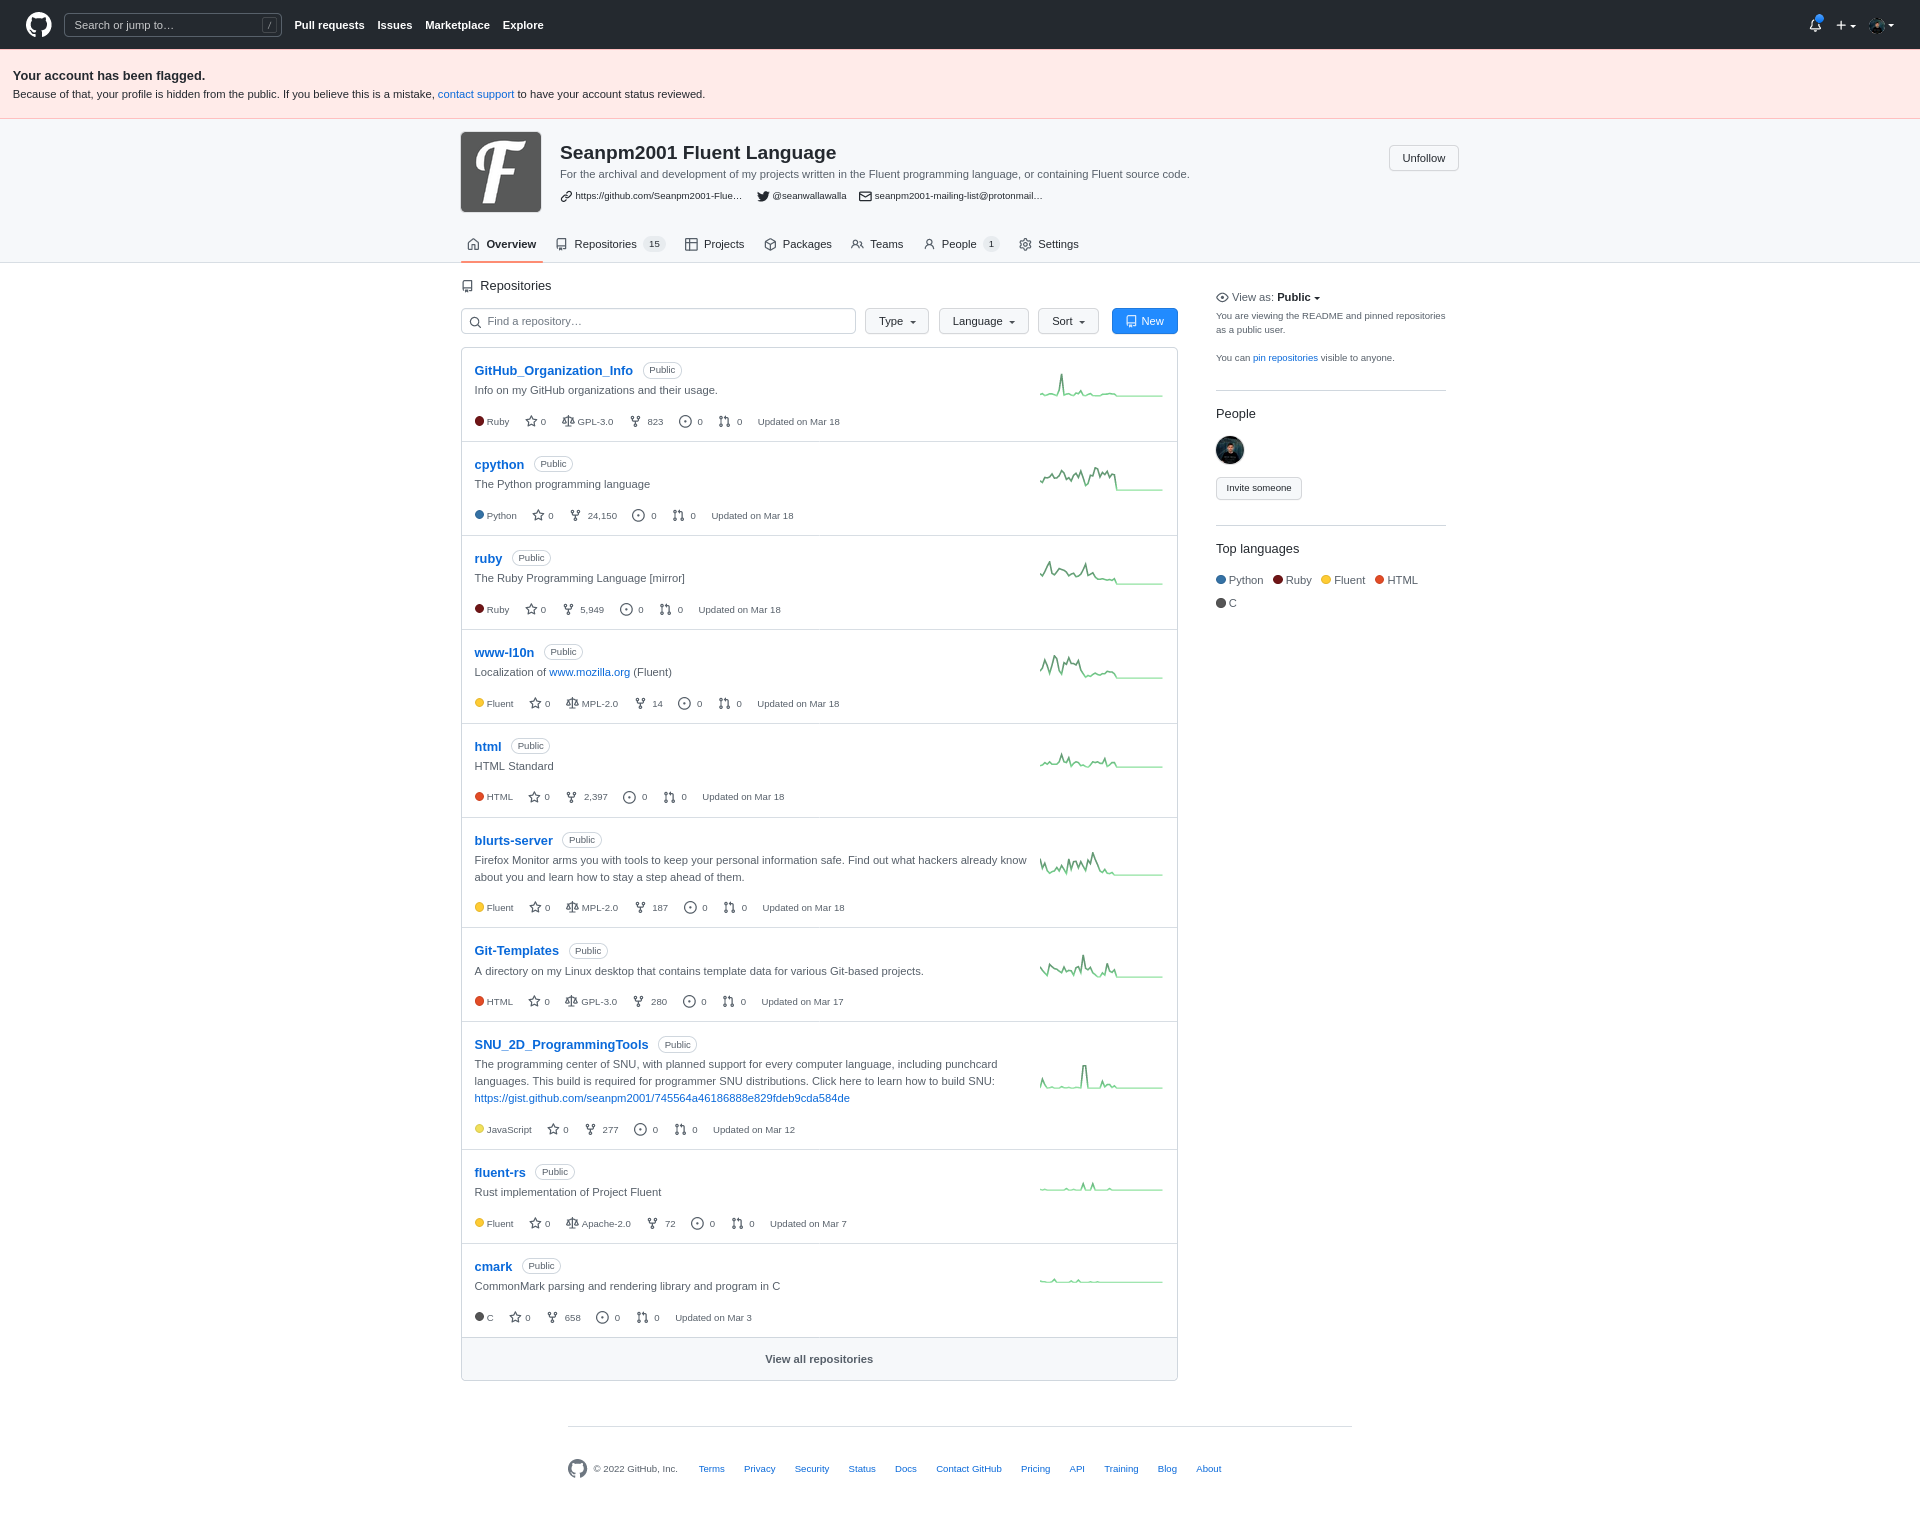 Search or jump to… /
Pull requests Issues Marketplace Explore
Your account has been flagged.
Because of that, your profile is hidden from the public. If you believe this is a mistake, contact support to have your account status reviewed.
F
Seanpm2001 Fluent Language
Unfollow
For the archival and development of my projects written in the Fluent programming language, or containing Fluent source code.
https://github.com/Seanpm2001-Flue… @seanwallawalla seanpm2001-mailing-list@protonmail…
Overview Repositories 15 Projects Packages Teams People 1 Settings
Repositories
Find a repository… Type Language Sort New
GitHub_Organization_Info Public
Info on my GitHub organizations and their usage.
Ruby 0 GPL-3.0 823 0 0 Updated on Mar 18
cpython Public
The Python programming language
Python 0 24,150 0 0 Updated on Mar 18
ruby Public
The Ruby Programming Language [mirror]
Ruby 0 5,949 0 0 Updated on Mar 18
www-l10n Public
Localization of www.mozilla.org (Fluent)
Fluent 0 MPL-2.0 14 0 0 Updated on Mar 18
html Public
HTML Standard
HTML 0 2,397 0 0 Updated on Mar 18
blurts-server Public
Firefox Monitor arms you with tools to keep your personal information safe. Find out what hackers already know
about you and learn how to stay a step ahead of them.
Fluent 0 MPL-2.0 187 0 0 Updated on Mar 18
Git-Templates Public
A directory on my Linux desktop that contains template data for various Git-based projects.
HTML 0 GPL-3.0 280 0 0 Updated on Mar 17
SNU_2D_ProgrammingTools Public
The programming center of SNU, with planned support for every computer language, including punchcard
languages. This build is required for programmer SNU distributions. Click here to learn how to build SNU:
https://gist.github.com/seanpm2001/745564a46186888e829fdeb9cda584de
JavaScript 0 277 0 0 Updated on Mar 12
fluent-rs Public
Rust implementation of Project Fluent
Fluent 0 Apache-2.0 72 0 0 Updated on Mar 7
cmark Public
CommonMark parsing and rendering library and program in C
C 0 658 0 0 Updated on Mar 3
View all repositories
View as: Public
You are viewing the README and pinned repositories
as a public user.
You can pin repositories visible to anyone.
People
Invite someone
Top languages
Python Ruby Fluent HTML
C
© 2022 GitHub, Inc. Terms Privacy Security Status Docs Contact GitHub Pricing API Training Blog About